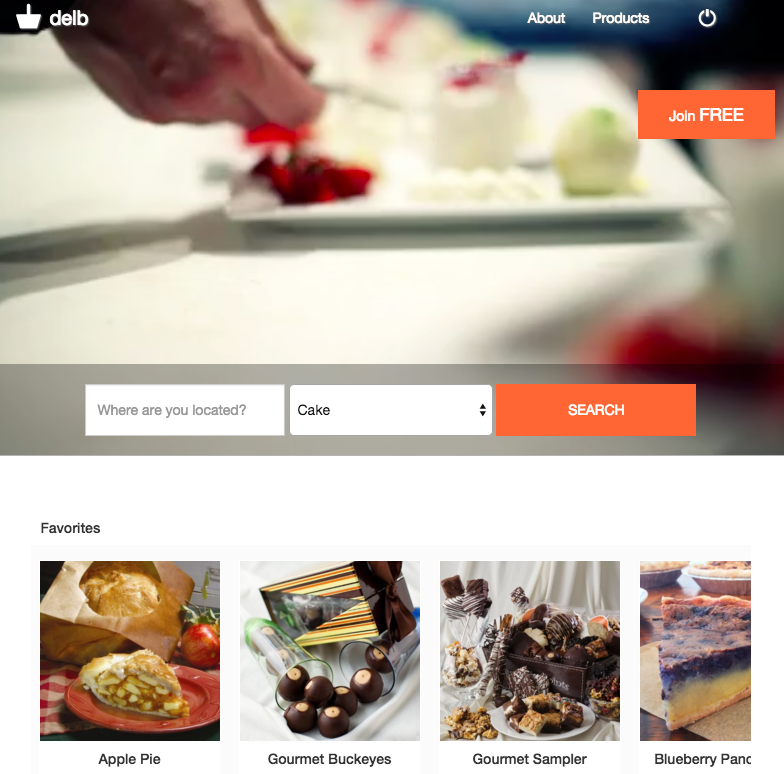 delb
About
Products
Join FREE
Where are you located?
Cake
SEARCH
Favorites
Apple Pie
Gourmet Buckeyes
Gourmet Sampler
Blueberry Panc